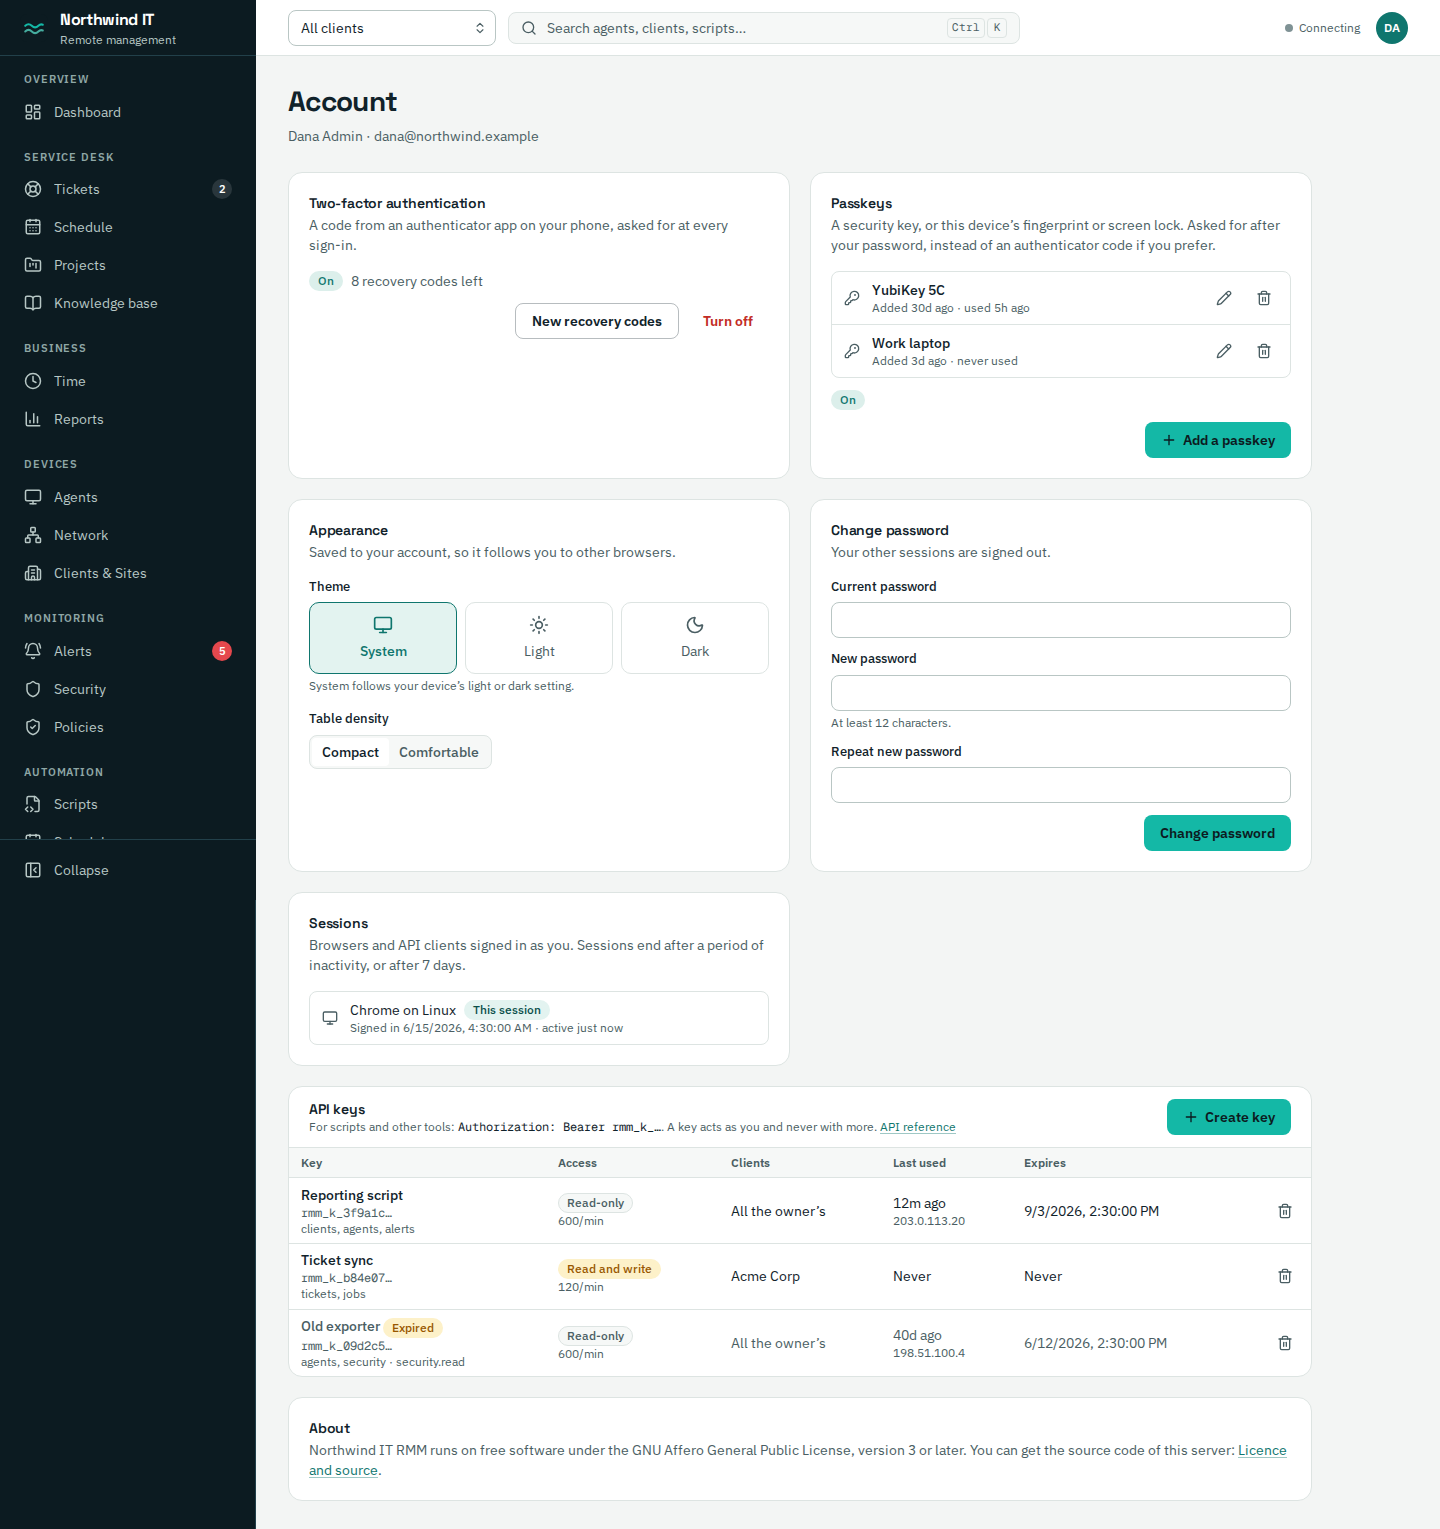 Northwind IT
Remote management
All clients
Search agents, clients, scripts...
Ctrl K
Connecting
DA
OVERVIEW
Dashboard
SERVICE DESK
Tickets 2
Schedule
Projects
Knowledge base
BUSINESS
Time
Reports
DEVICES
Agents
Network
Clients & Sites
MONITORING
Alerts 5
Security
Policies
AUTOMATION
Scripts
Collapse
Account
Dana Admin · dana@northwind.example
Two-factor authentication
A code from an authenticator app on your phone, asked for at every
sign-in.
On 8 recovery codes left
New recovery codes
Turn off
Passkeys
A security key, or this device’s fingerprint or screen lock. Asked for after
your password, instead of an authenticator code if you prefer.
YubiKey 5C
Added 30d ago · used 5h ago
Work laptop
Added 3d ago · never used
On
Add a passkey
Appearance
Saved to your account, so it follows you to other browsers.
Theme
System
Light
Dark
System follows your device’s light or dark setting.
Table density
Compact
Comfortable
Change password
Your other sessions are signed out.
Current password
New password
At least 12 characters.
Repeat new password
Change password
Sessions
Browsers and API clients signed in as you. Sessions end after a period of
inactivity, or after 7 days.
Chrome on Linux This session
Signed in 6/15/2026, 4:30:00 AM · active just now
API keys
For scripts and other tools: Authorization: Bearer rmm_k_…. A key acts as you and never with more. API reference
Create key
Key Access Clients Last used Expires
Reporting script
rmm_k_3f9a1c…
clients, agents, alerts
Read-only
600/min
All the owner’s
12m ago
203.0.113.20
9/3/2026, 2:30:00 PM
Ticket sync
rmm_k_b84e07…
tickets, jobs
Read and write
120/min
Acme Corp
Never
Never
Old exporter Expired
rmm_k_09d2c5…
agents, security · security.read
Read-only
600/min
All the owner’s
40d ago
198.51.100.4
6/12/2026, 2:30:00 PM
About
Northwind IT RMM runs on free software under the GNU Affero General Public License, version 3 or later. You can get the source code of this server: Licence
and source.